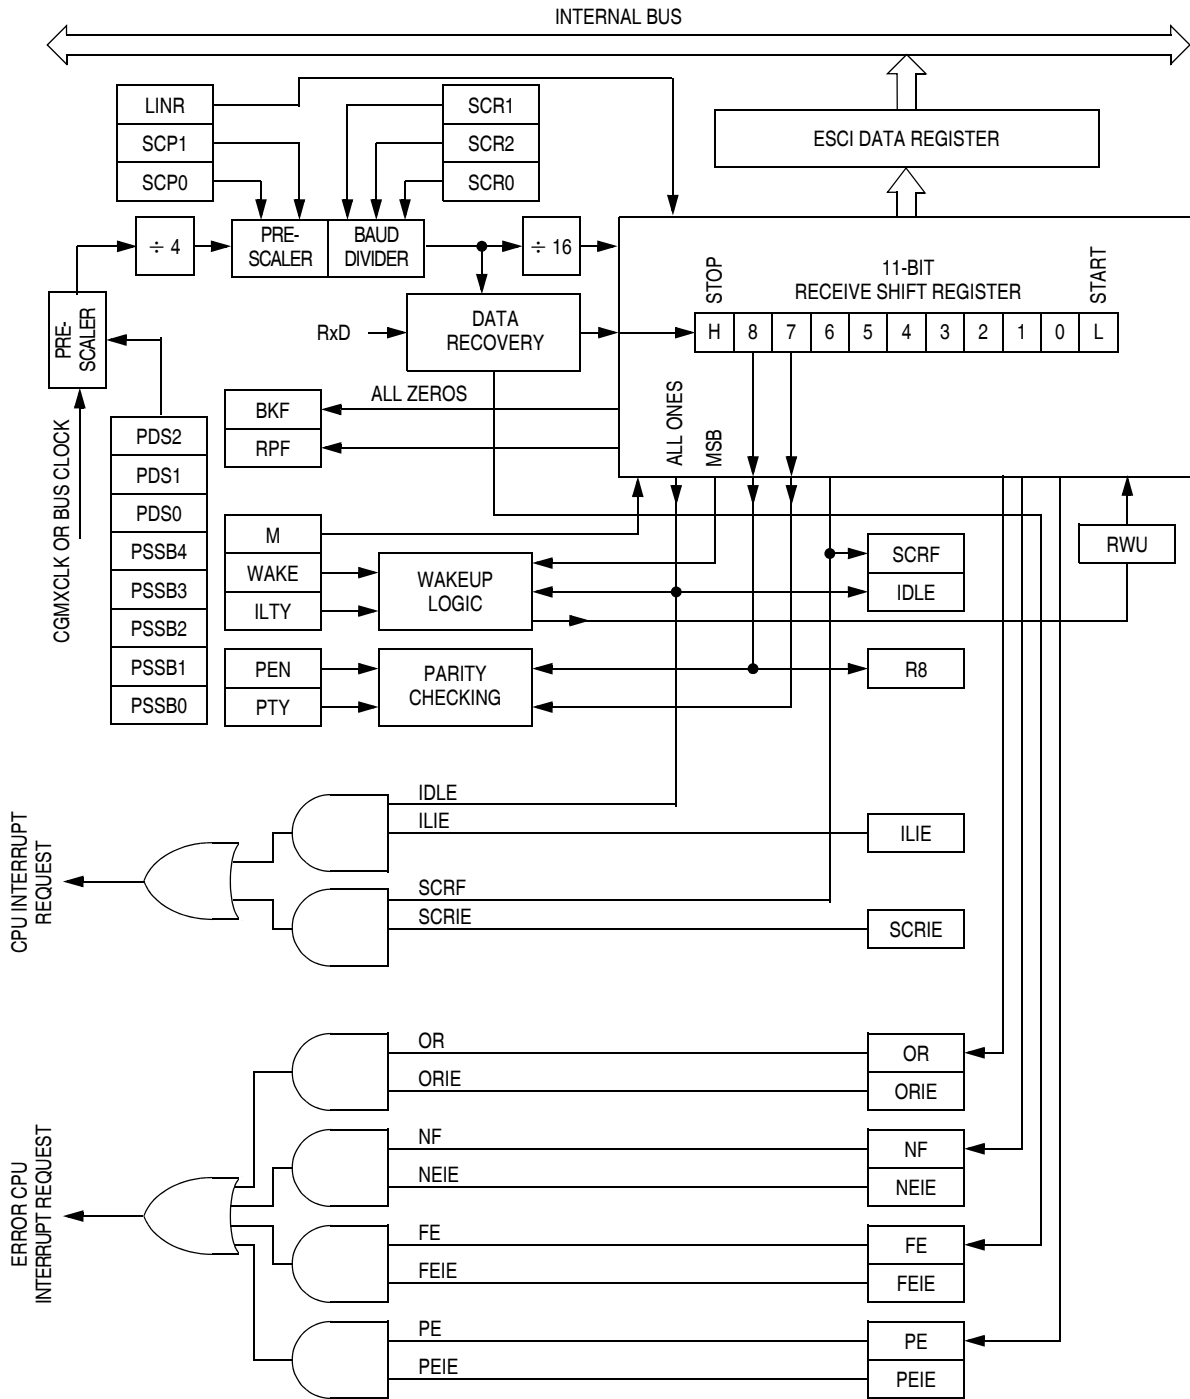 INTERNAL BUS
LINR
SCP1
SCP0
SCR1
SCR2
SCR0
ESCI DATA REGISTER
÷ 4
PRE-
SCALER
BAUD
DIVIDER
÷ 16
PRE-
SCALER
RxD
DATA
RECOVERY
STOP
11-BIT
RECEIVE SHIFT REGISTER
START
H 8 7 6 5 4 3 2 1 0 L
ALL ZEROS
BKF
RPF
ALL ONES
MSB
CGMXCLK OR BUS CLOCK
PDS2
PDS1
PDS0
PSSB4
PSSB3
PSSB2
PSSB1
PSSB0
M
WAKE
ILTY
WAKEUP
LOGIC
SCRF
IDLE
RWU
PEN
PTY
PARITY
CHECKING
R8
CPU INTERRUPT
REQUEST
IDLE
ILIE
ILIE
SCRF
SCRIE
SCRIE
ERROR CPU
INTERRUPT REQUEST
OR
ORIE
OR
ORIE
NF
NEIE
NF
NEIE
FE
FEIE
FE
FEIE
PE
PEIE
PE
PEIE